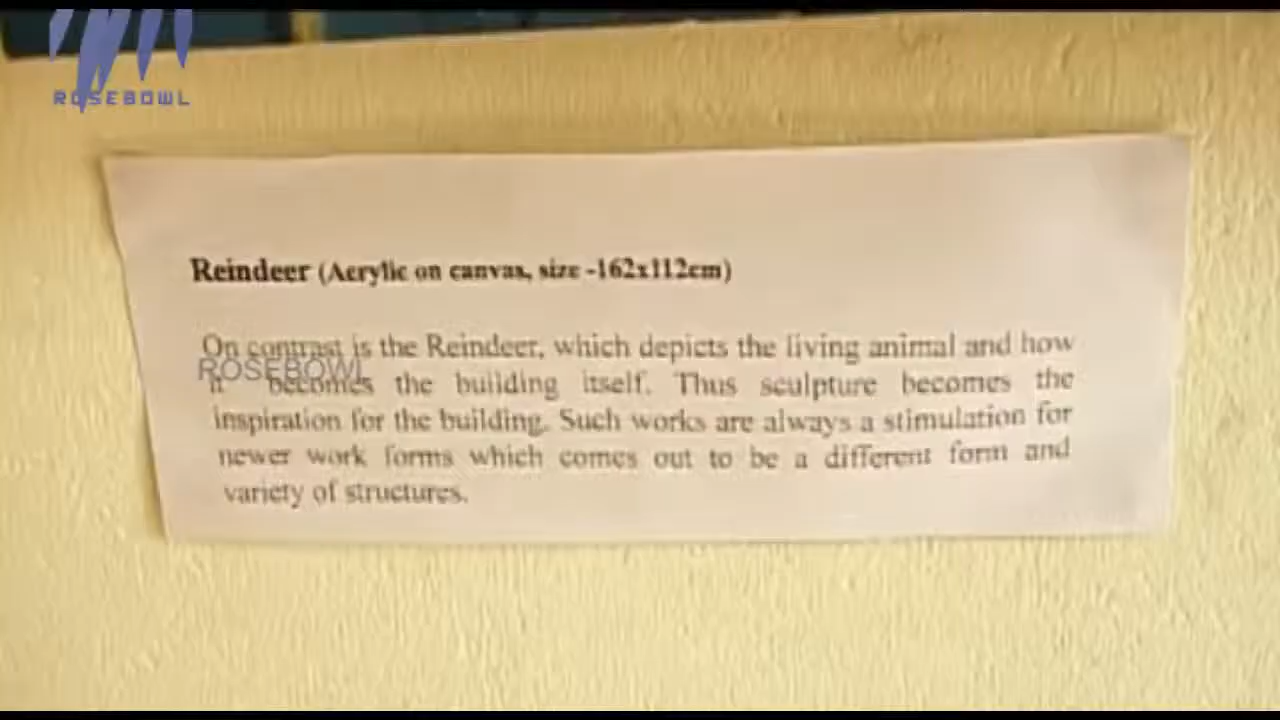 ROSEBOWL
Reindeer (Acrylic on canvas, size -162x112cm)
On contrast is the Reindeer, which depicts the living animal and how
ROSEBOWL
it becomes the building itself. Thus sculpture becomes the
inspiration for the building. Such works are always a stimulation for
newer work forms which comes out to be a different form and
variety of structures.